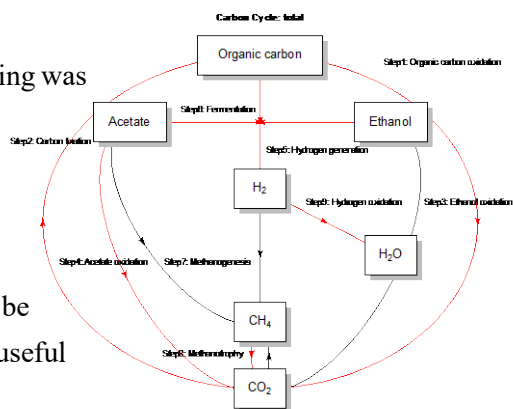 Carbon Cycle: total
Organic carbon
Step1: Organic carbon oxidation
ing was
Step6: Fermentation
Acetate
Ethanol
Step2: Carbon fixation
Step5: Hydrogen generation
H₂
Step9: Hydrogen oxidation
Step3: Ethanol oxidation
H₂O
Step4: Acetate oxidation
Step7: Methanogenesis
be
CH₄
useful
Step8: Methanotrophy
CO₂